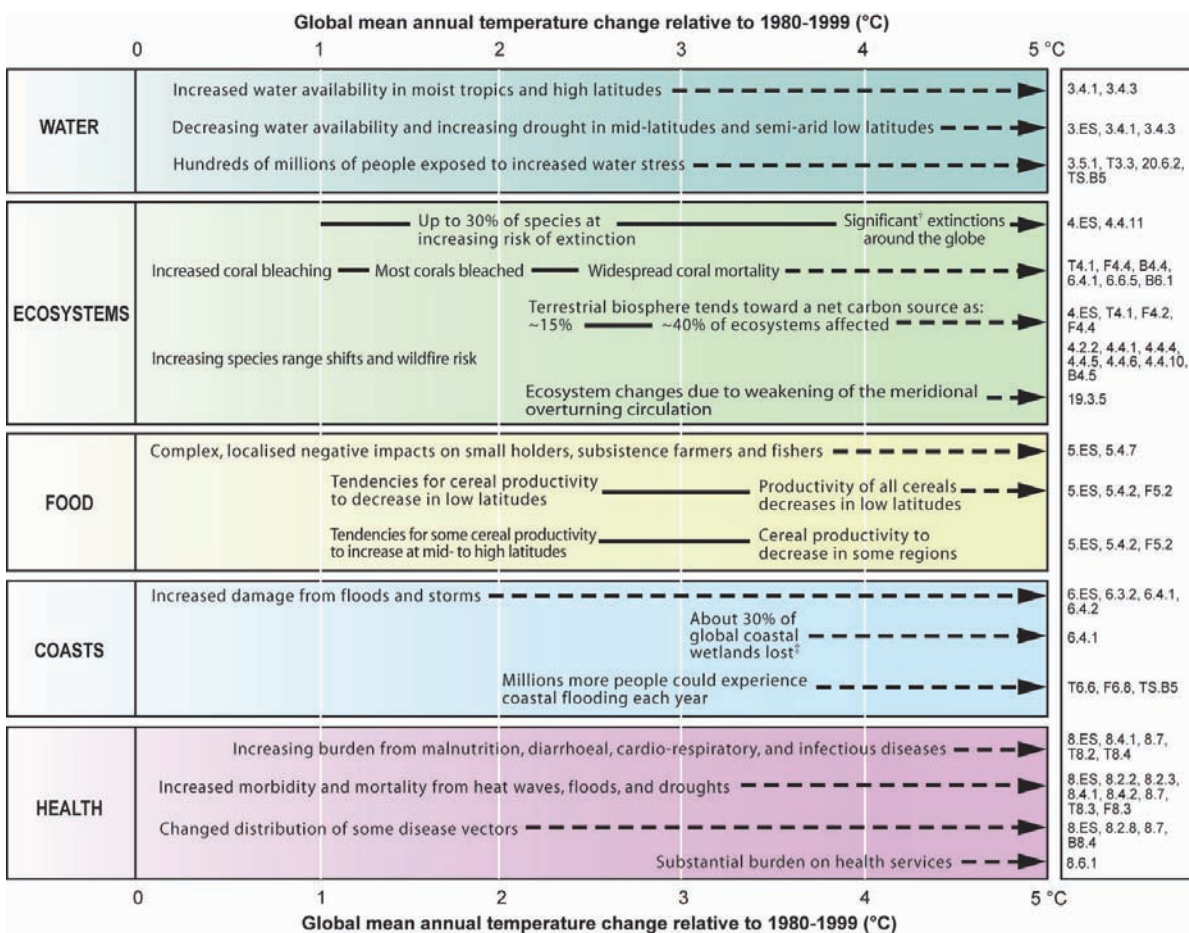 Global mean annual temperature change relative to 1980-1999 (°C)
0 1 2 3 4 5 °C
WATER
Increased water availability in moist tropics and high latitudes
3.4.1, 3.4.3
Decreasing water availability and increasing drought in mid-latitudes and semi-arid low latitudes
3.ES, 3.4.1, 3.4.3
Hundreds of millions of people exposed to increased water stress
3.5.1, T3.3, 20.6.2,
TS.B5
ECOSYSTEMS
Up to 30% of species at
increasing risk of extinction
Significant† extinctions
around the globe
4.ES, 4.4.11
Increased coral bleaching
Most corals bleached
Widespread coral mortality
T4.1, F4.4, B4.4,
6.4.1, 6.6.5, B6.1
Terrestrial biosphere tends toward a net carbon source as:
~15%
~40% of ecosystems affected
4.ES, T4.1, F4.2,
F4.4
Increasing species range shifts and wildfire risk
4.2.2, 4.4.1, 4.4.4,
4.4.5, 4.4.6, 4.4.10,
B4.5
Ecosystem changes due to weakening of the meridional
overturning circulation
19.3.5
FOOD
Complex, localised negative impacts on small holders, subsistence farmers and fishers
5.ES, 5.4.7
Tendencies for cereal productivity
to decrease in low latitudes
Productivity of all cereals
decreases in low latitudes
5.ES, 5.4.2, F5.2
Tendencies for some cereal productivity
to increase at mid- to high latitudes
Cereal productivity to
decrease in some regions
5.ES, 5.4.2, F5.2
COASTS
Increased damage from floods and storms
6.ES, 6.3.2, 6.4.1,
6.4.2
About 30% of
global coastal
wetlands lost‡
6.4.1
Millions more people could experience
coastal flooding each year
T6.6, F6.8, TS.B5
HEALTH
Increasing burden from malnutrition, diarrhoeal, cardio-respiratory, and infectious diseases
8.ES, 8.4.1, 8.7,
T8.2, T8.4
Increased morbidity and mortality from heat waves, floods, and droughts
8.ES, 8.2.2, 8.2.3,
8.4.1, 8.4.2, 8.7,
T8.3, F8.3
Changed distribution of some disease vectors
8.ES, 8.2.8, 8.7,
B8.4
Substantial burden on health services
8.6.1
0 1 2 3 4 5 °C
Global mean annual temperature change relative to 1980-1999 (°C)